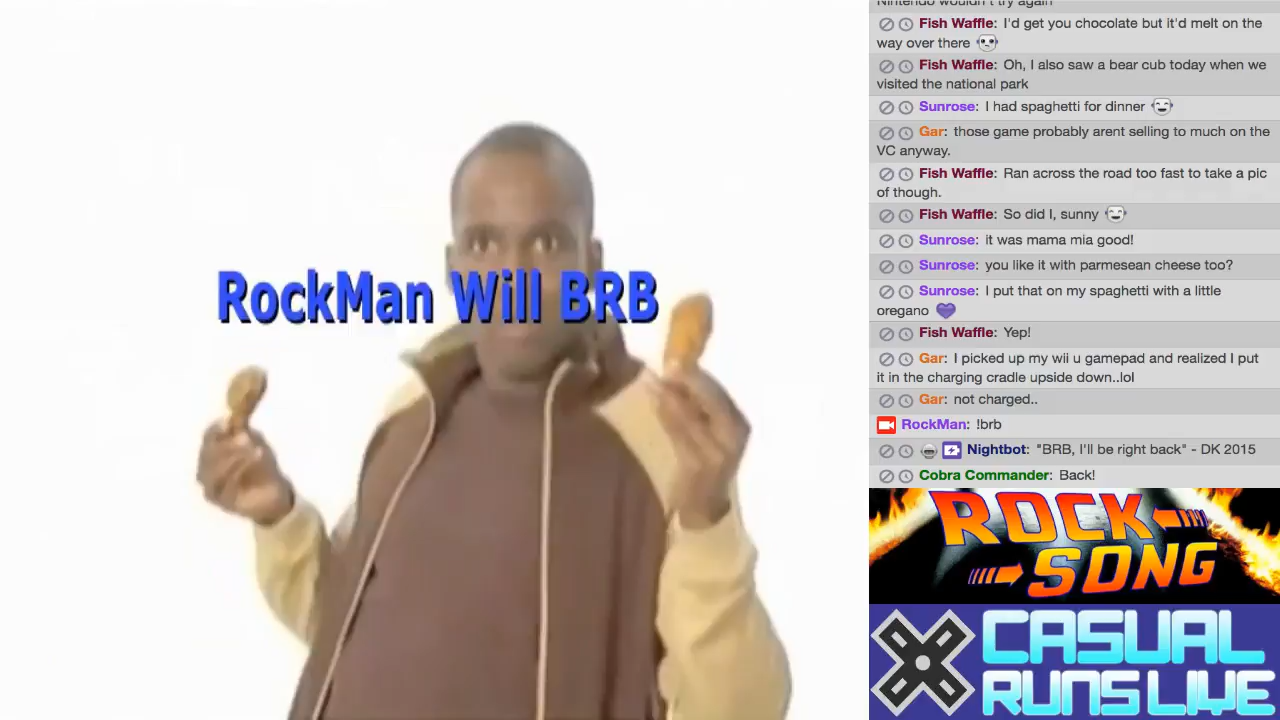 RockMan Will BRB
Nintendo wouldn't try again
Fish Waffle: I'd get you chocolate but it'd melt on the
way over there
Fish Waffle: Oh, I also saw a bear cub today when we
visited the national park
Sunrose: I had spaghetti for dinner
Gar: those game probably arent selling to much on the
VC anyway.
Fish Waffle: Ran across the road too fast to take a pic
of though.
Fish Waffle: So did I, sunny
Sunrose: it was mama mia good!
Sunrose: you like it with parmesean cheese too?
Sunrose: I put that on my spaghetti with a little
oregano
Fish Waffle: Yep!
Gar: I picked up my wii u gamepad and realized I put
it in the charging cradle upside down..lol
Gar: not charged..
RockMan: !brb
Nightbot: "BRB, I'll be right back" - DK 2015
Cobra Commander: Back!
ROCK
SONG
CASUAL
RUNSLIVE